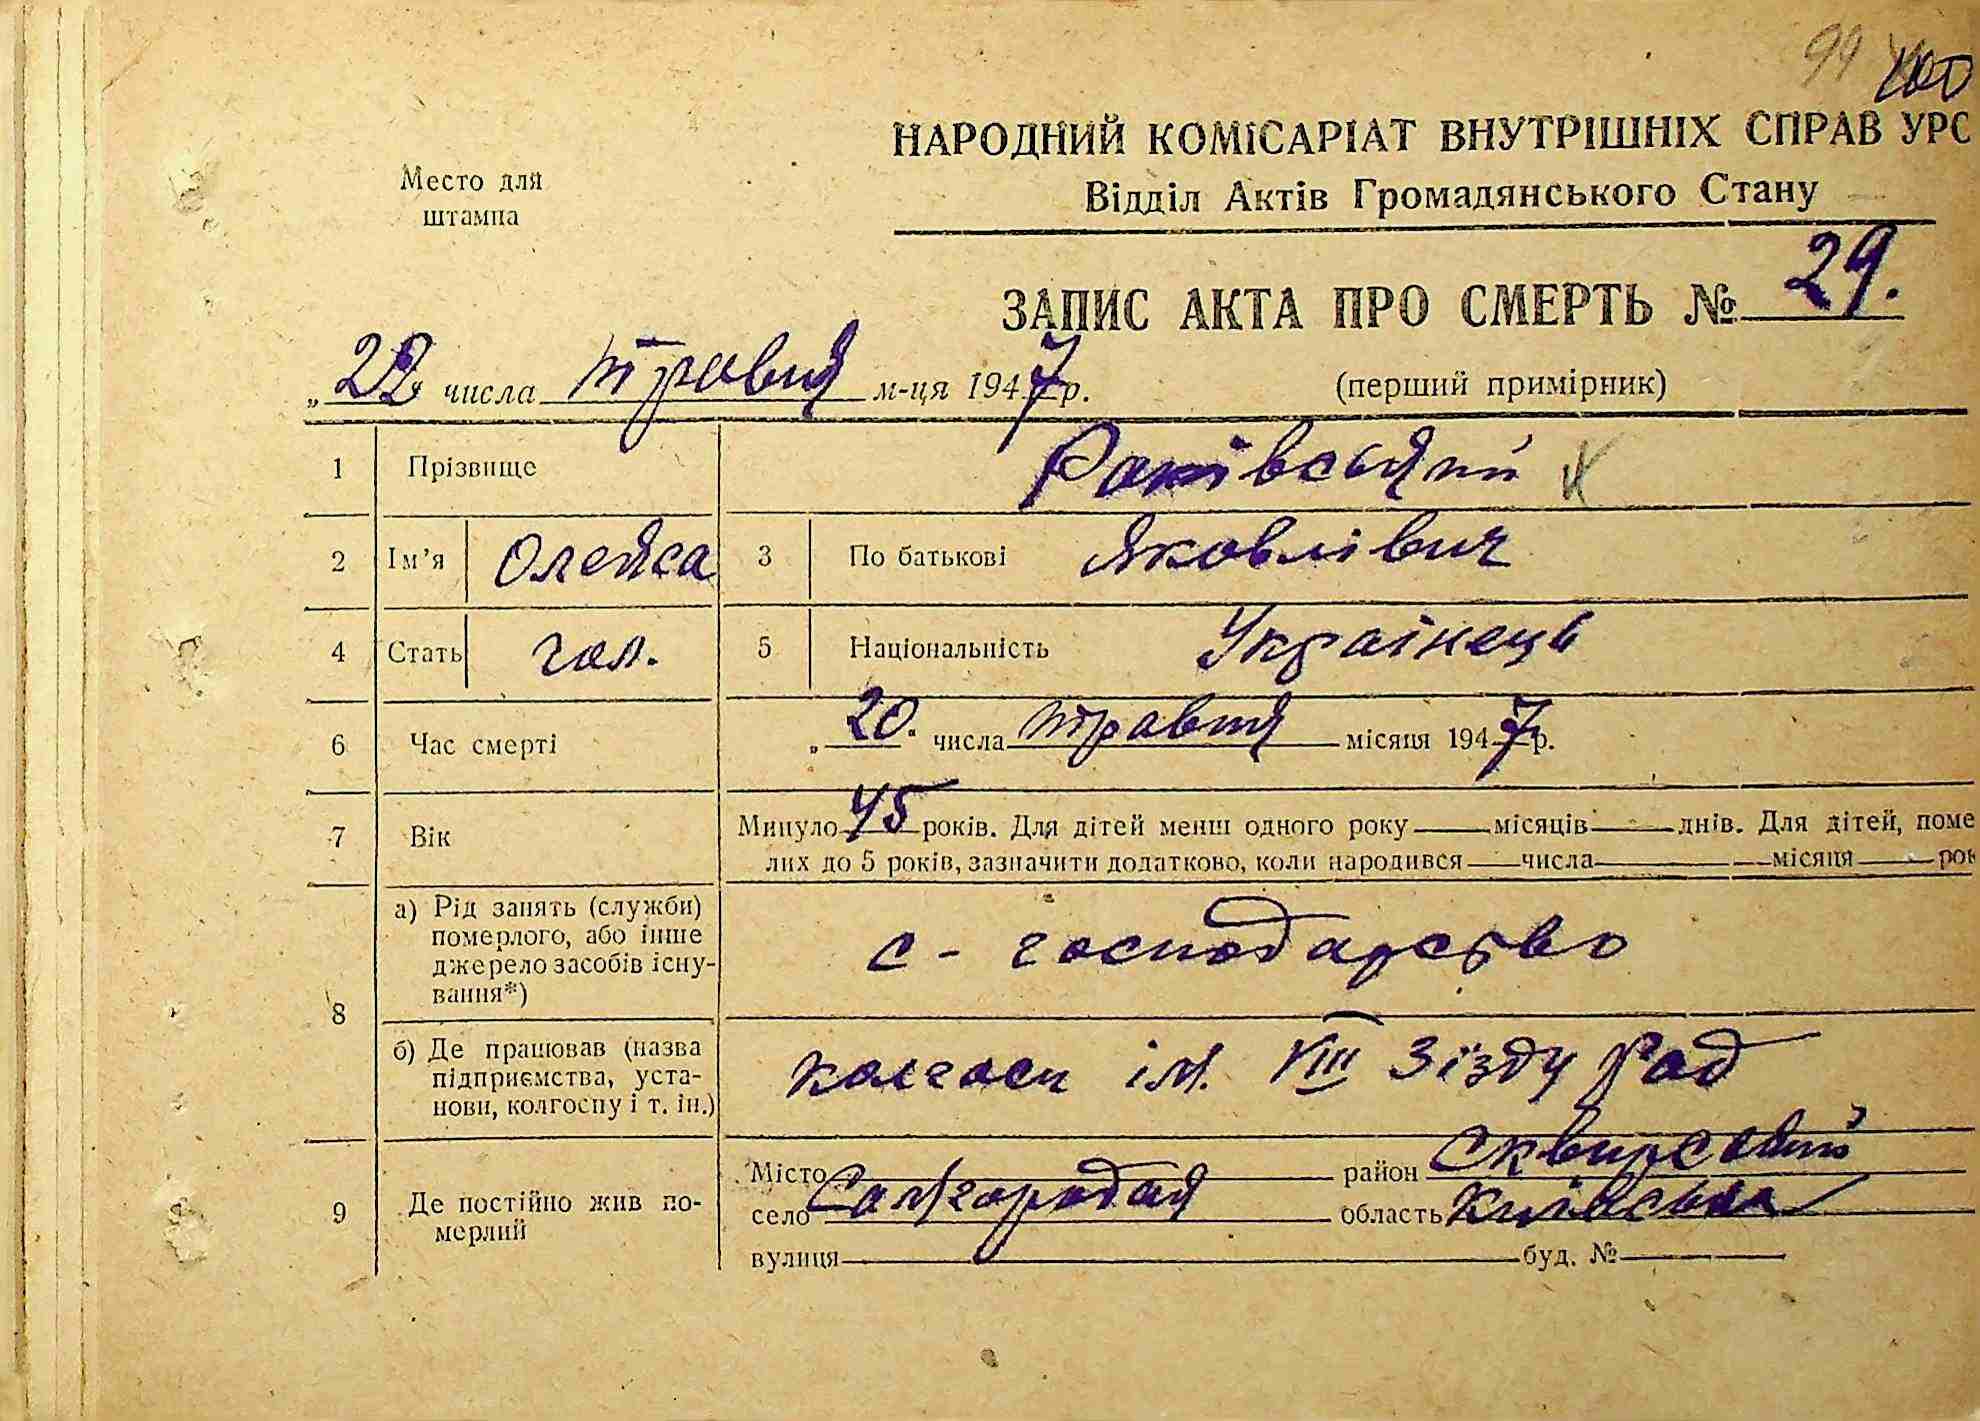 99 100
НАРОДНИЙ КОМІСАРІАТ ВНУТРІШНІХ СПРАВ УРС
Место для
штампа
Відділ Актів Громадянського Стану
ЗАПИС АКТА ПРО СМЕРТЬ № 29.
„22 числа травня м-ця 1947 р.
(перший примірник)
1 Прізвище Раківський
2 Ім'я Олекса 3 По батькові Яковлівич
4 Стать чол. 5 Національність Українець
6 Час смерті „20. числа травня місяця 1947 р.
7 Вік Минуло 45 років. Для дітей менш одного року — місяців — днів. Для дітей, поме
лих до 5 років, зазначити додатково, коли народився — числа — місяця — рок
8 а) Рід занять (служби)
померлого, або інше
джерело засобів існу-
вання*)
с - господарство
б) Де працював (назва
підприємства, уста-
нови, колгоспу і т. ін.)
колгосп ім. VIII Зїзду Рад
9 Де постійно жив по-
мерлий
Місто район Сквирський
село Самгородок область Київська
вулиця буд. №